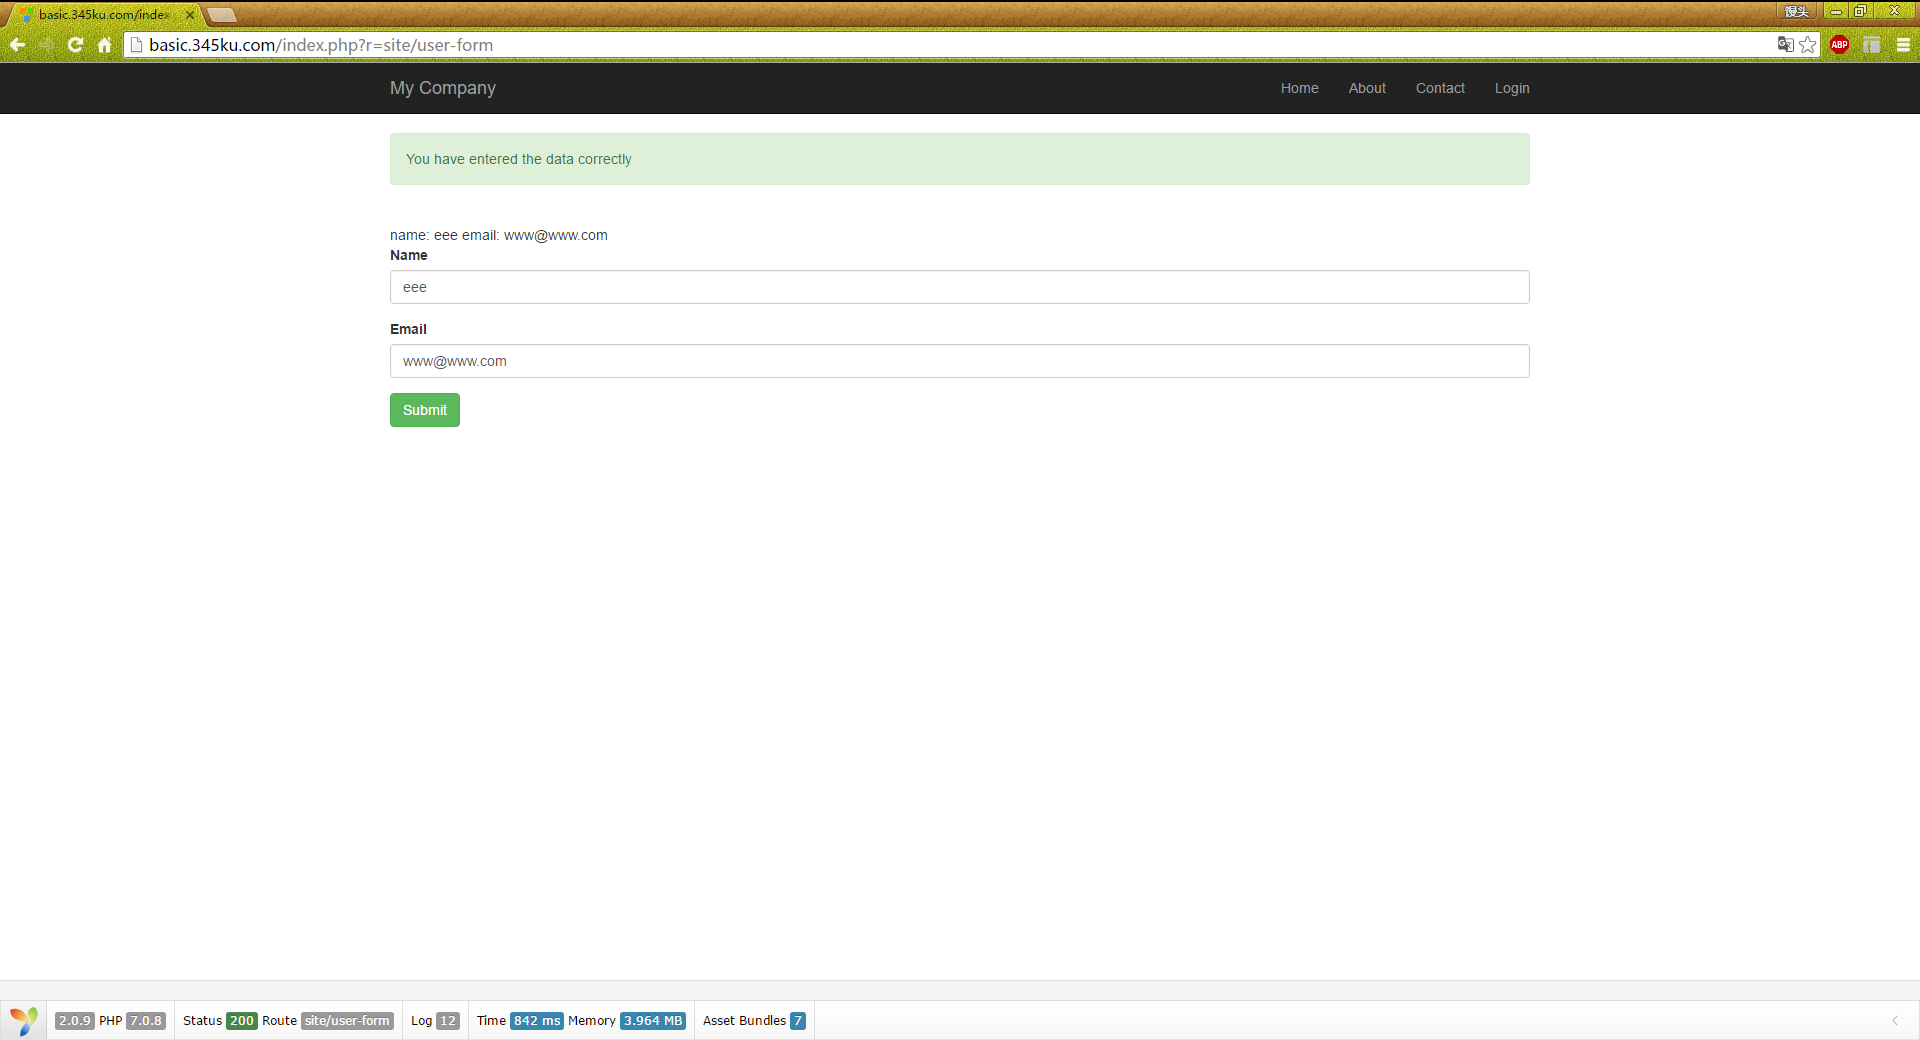 basic.345ku.com/index
馒头
basic.345ku.com/index.php?r=site/user-form
ABP
My Company
Home About Contact Login
You have entered the data correctly
name: eee email: www@www.com
Name
eee
Email
www@www.com
Submit
2.0.9 PHP 7.0.8 Status 200 Route site/user-form Log 12 Time 842 ms Memory 3.964 MB Asset Bundles 7